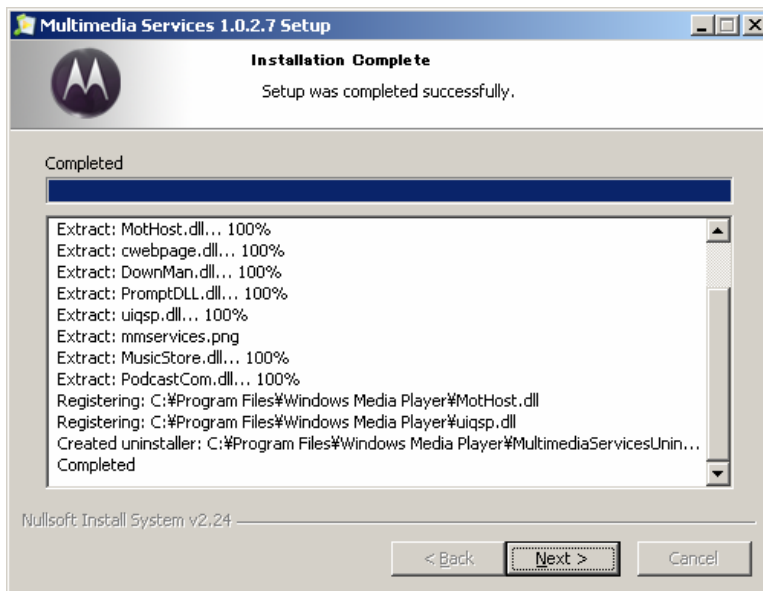 Multimedia Services 1.0.2.7 Setup
Installation Complete
Setup was completed successfully.
Completed
Extract: MotHost.dll... 100%
Extract: cwebpage.dll... 100%
Extract: DownMan.dll... 100%
Extract: PromptDLL.dll... 100%
Extract: uiqsp.dll... 100%
Extract: mmservices.png
Extract: MusicStore.dll... 100%
Extract: PodcastCom.dll... 100%
Registering: C:¥Program Files¥Windows Media Player¥MotHost.dll
Registering: C:¥Program Files¥Windows Media Player¥uiqsp.dll
Created uninstaller: C:¥Program Files¥Windows Media Player¥MultimediaServicesUnin...
Completed
Nullsoft Install System v2.24
< Back Next > Cancel